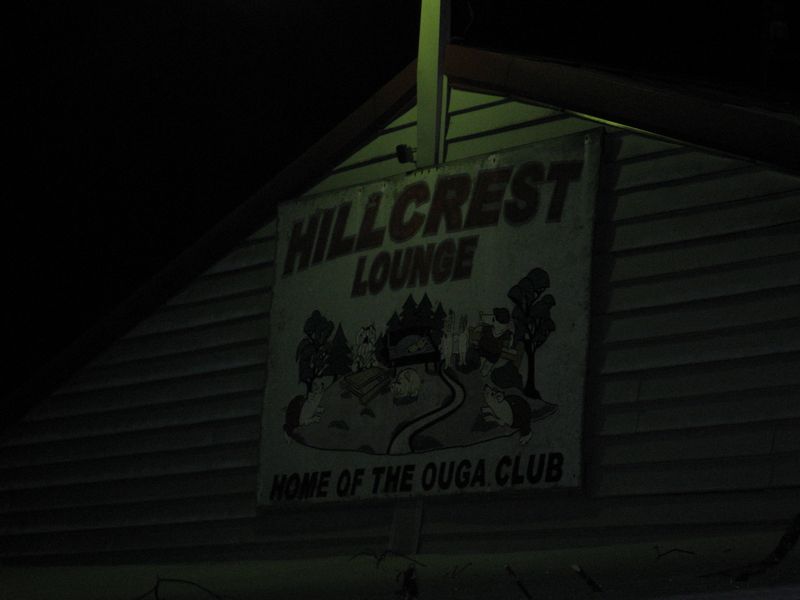 HILLCREST
LOUNGE
HOME OF THE OUGA CLUB